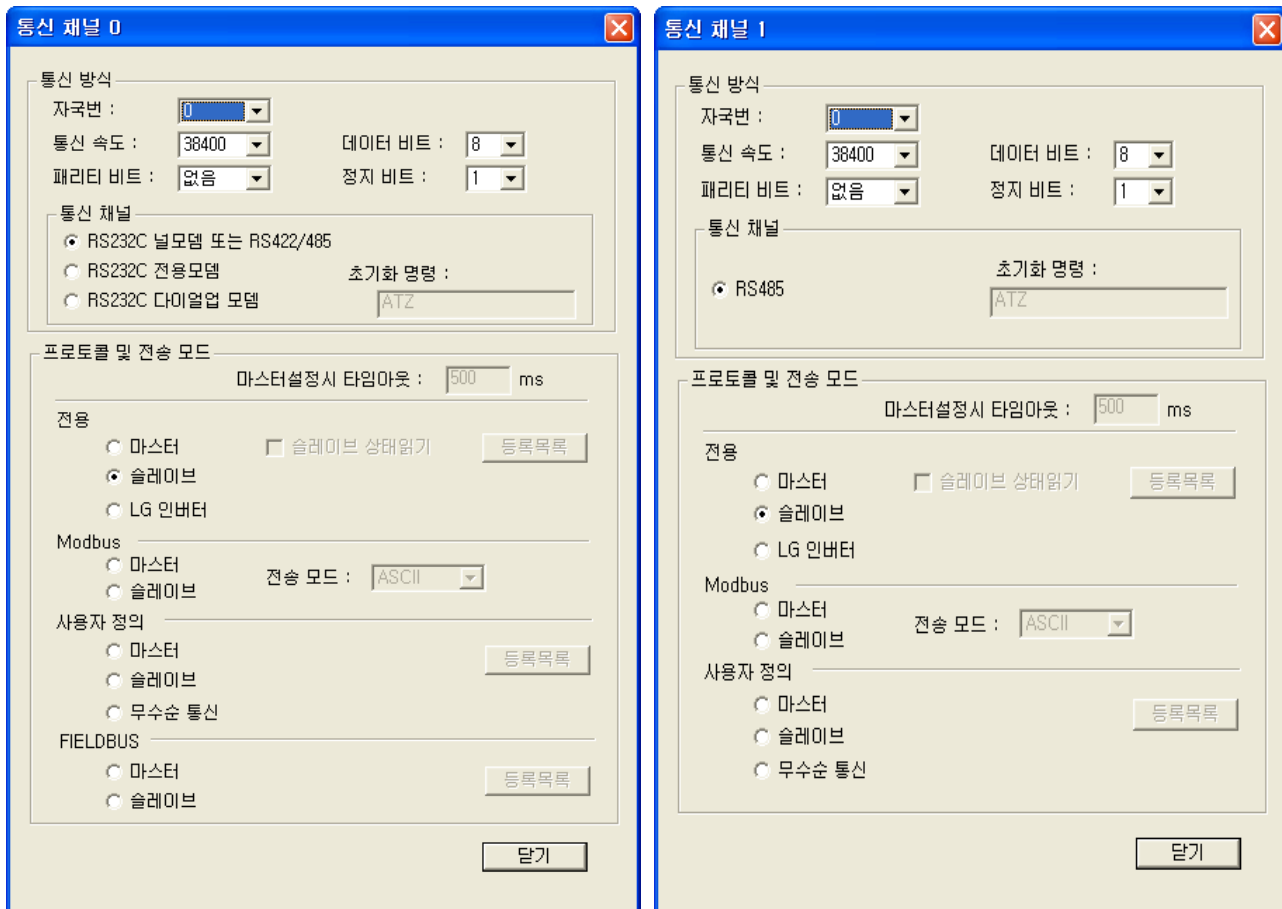 통신 채널 0
통신 방식
자국번 : 0
통신 속도 : 38400 데이터 비트 : 8
패리티 비트 : 없음 정지 비트 : 1
통신 채널
RS232C 널모뎀 또는 RS422/485
RS232C 전용모뎀 초기화 명령 :
RS232C 다이얼업 모뎀 ATZ
프로토콜 및 전송 모드
마스터설정시 타임아웃 : 500 ms
전용
마스터 슬레이브 상태읽기 등록목록
슬레이브
LG 인버터
Modbus
마스터
전송 모드 : ASCII
슬레이브
사용자 정의
마스터
등록목록
슬레이브
무수순 통신
FIELDBUS
마스터
등록목록
슬레이브
닫기
통신 채널 1
통신 방식
자국번 : 0
통신 속도 : 38400 데이터 비트 : 8
패리티 비트 : 없음 정지 비트 : 1
통신 채널
초기화 명령 :
RS485
ATZ
프로토콜 및 전송 모드
마스터설정시 타임아웃 : 500 ms
전용
마스터 슬레이브 상태읽기 등록목록
슬레이브
LG 인버터
Modbus
마스터
전송 모드 : ASCII
슬레이브
사용자 정의
마스터
등록목록
슬레이브
무수순 통신
닫기